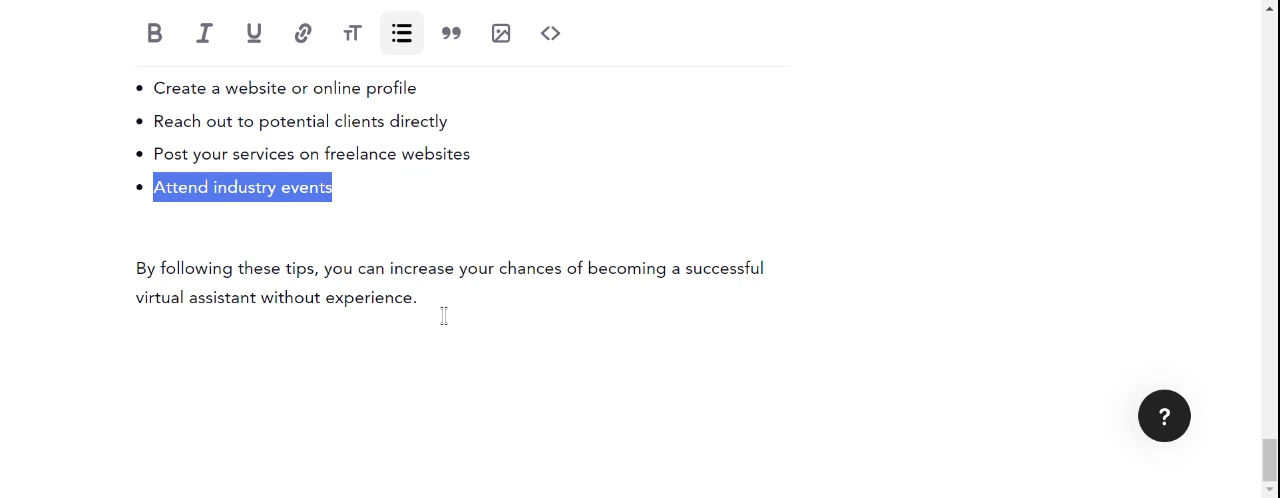 B I U TT ” <>
• Create a website or online profile
• Reach out to potential clients directly
• Post your services on freelance websites
• Attend industry events
By following these tips, you can increase your chances of becoming a successful
virtual assistant without experience.
?